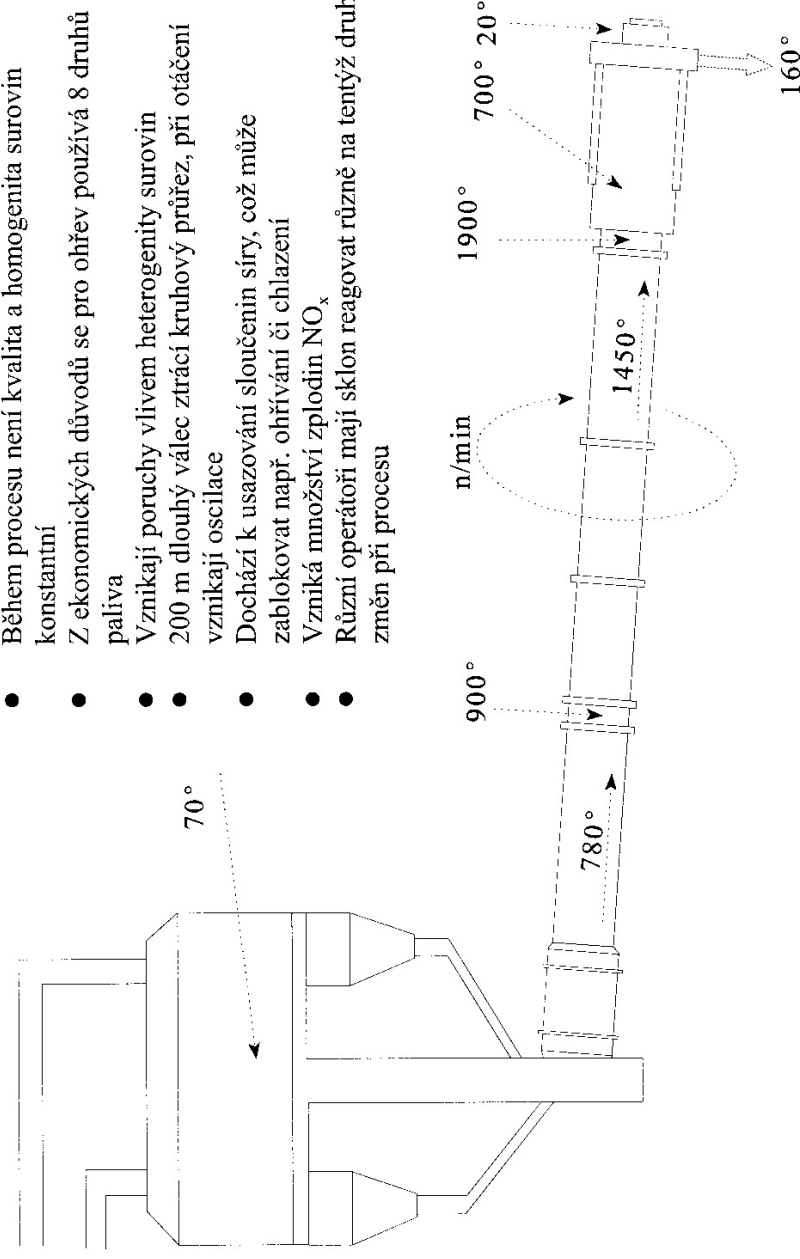 Během procesu není kvalita a homogenita surovin
konstantní
Z ekonomických důvodů se pro ohřev používá 8 druhů
paliva
Vznikají poruchy vlivem heterogenity surovin
200 m dlouhý válec ztrácí kruhový průřez, při otáčení
vznikají oscilace
Dochází k usazování sloučenin síry, což může
zablokovat např. ohřívání či chlazení
Vzniká množství zplodin NOₓ
Různí operátoři mají sklon reagovat různě na tentýž druh
změn při procesu
70°
780°
900°
n/min
1450°
1900°
700°
20°
160°